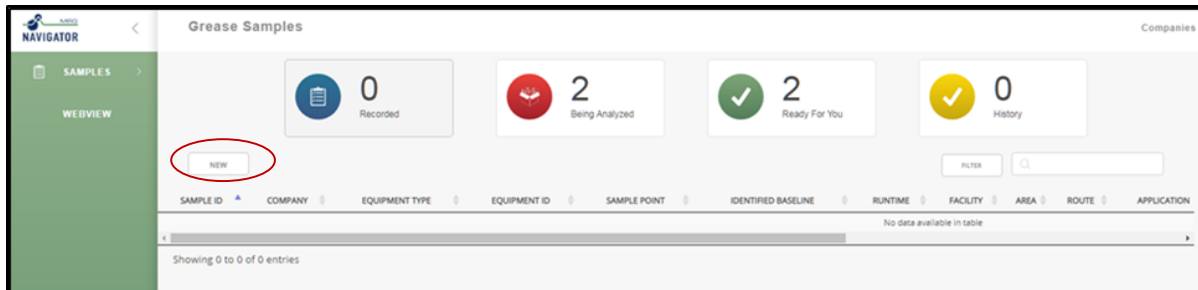 MRG
NAVIGATOR
Grease Samples
Companies
SAMPLES
WEBVIEW
0
Recorded
2
Being Analyzed
2
Ready For You
0
History
NEW
FILTER
SAMPLE ID COMPANY EQUIPMENT TYPE EQUIPMENT ID SAMPLE POINT IDENTIFIED BASELINE RUNTIME FACILITY AREA ROUTE APPLICATION
No data available in table
Showing 0 to 0 of 0 entries